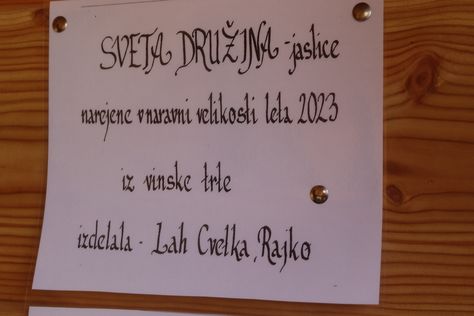 SVETA DRUŽINA - jaslice
narejene v naravni velikosti leta 2023
iz vinske trte
izdelala - Lah Cvetka, Rajko